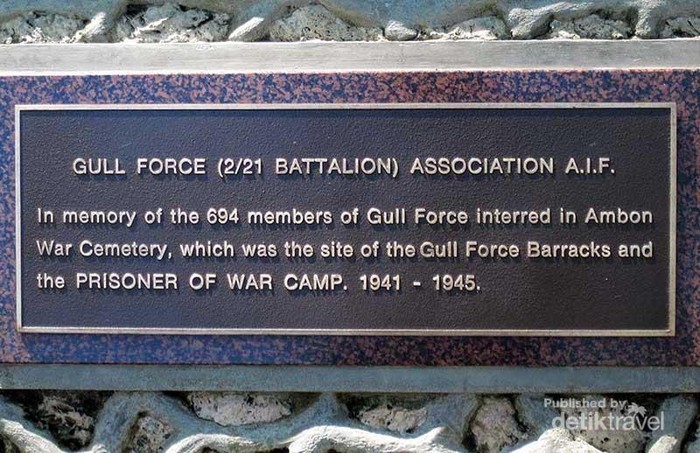 GULL FORCE (2/21 BATTALION) ASSOCIATION A.I.F.
In memory of the 694 members of Gull Force interred in Ambon
War Cemetery, which was the site of the Gull Force Barracks and
the PRISONER OF WAR CAMP. 1941 - 1945.
Published by
detiktravel